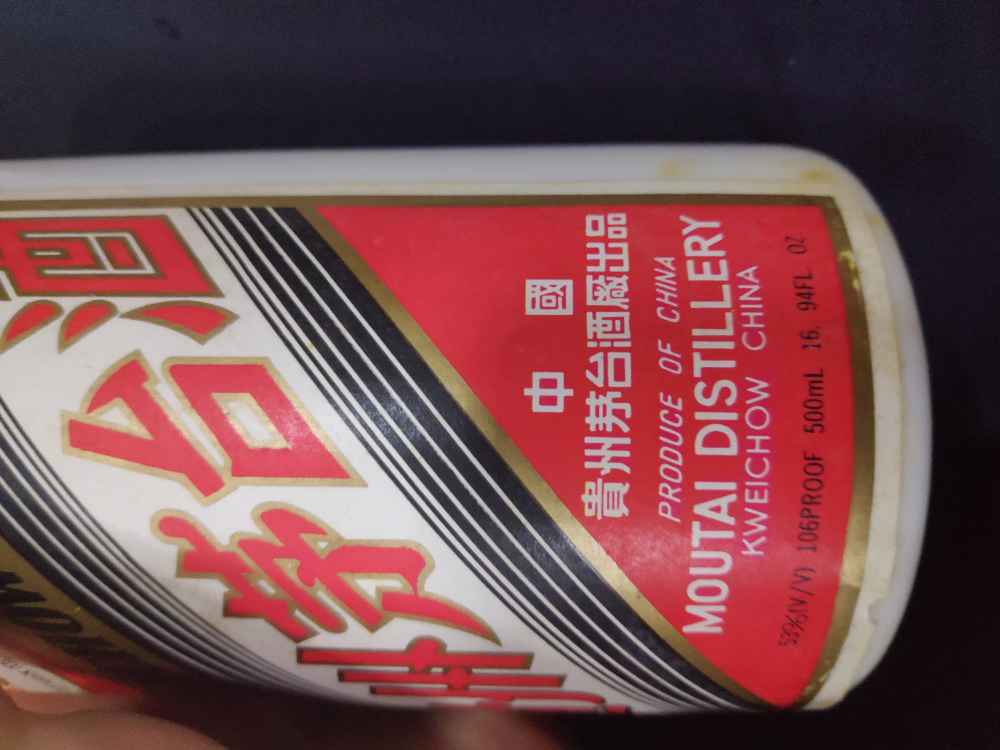 茅台酒
中國
貴州茅台酒廠出品
PRODUCE OF CHINA
MOUTAI DISTILLERY
KWEICHOW CHINA
53%(V/V) 106PROOF 500mL 16.94FL OZ